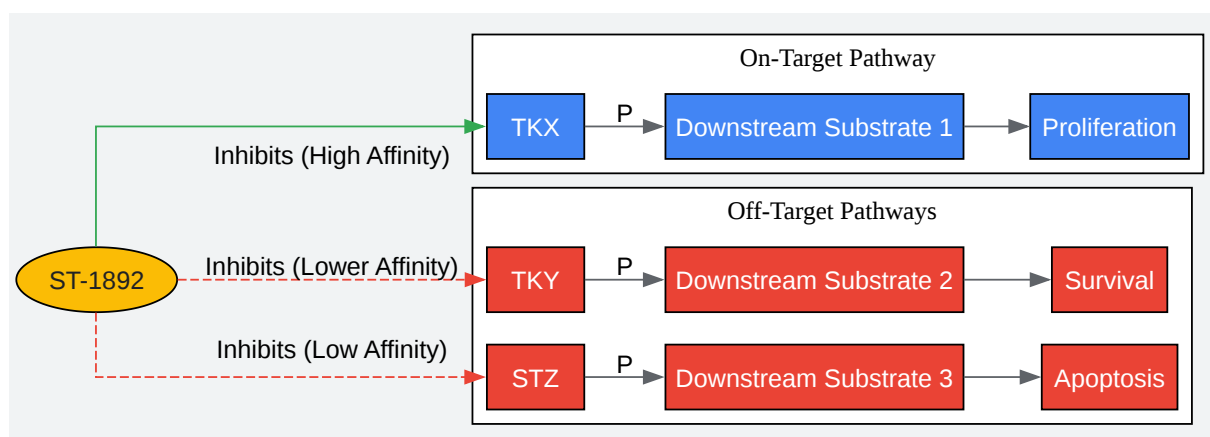 On-Target Pathway
TKX
P
Downstream Substrate 1
Proliferation
Inhibits (High Affinity)
Off-Target Pathways
ST-1892
Inhibits (Lower Affinity)
TKY
P
Downstream Substrate 2
Survival
Inhibits (Low Affinity)
STZ
P
Downstream Substrate 3
Apoptosis